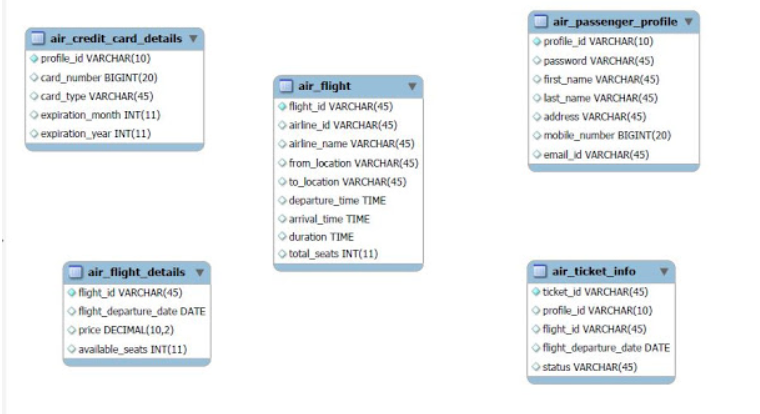 air_credit_card_details
profile_id VARCHAR(10)
card_number BIGINT(20)
card_type VARCHAR(45)
expiration_month INT(11)
expiration_year INT(11)
air_flight
flight_id VARCHAR(45)
airline_id VARCHAR(45)
airline_name VARCHAR(45)
from_location VARCHAR(45)
to_location VARCHAR(45)
departure_time TIME
arrival_time TIME
duration TIME
total_seats INT(11)
air_passenger_profile
profile_id VARCHAR(10)
password VARCHAR(45)
first_name VARCHAR(45)
last_name VARCHAR(45)
address VARCHAR(45)
mobile_number BIGINT(20)
email_id VARCHAR(45)
air_flight_details
flight_id VARCHAR(45)
flight_departure_date DATE
price DECIMAL(10,2)
available_seats INT(11)
air_ticket_info
ticket_id VARCHAR(45)
profile_id VARCHAR(10)
flight_id VARCHAR(45)
flight_departure_date DATE
status VARCHAR(45)